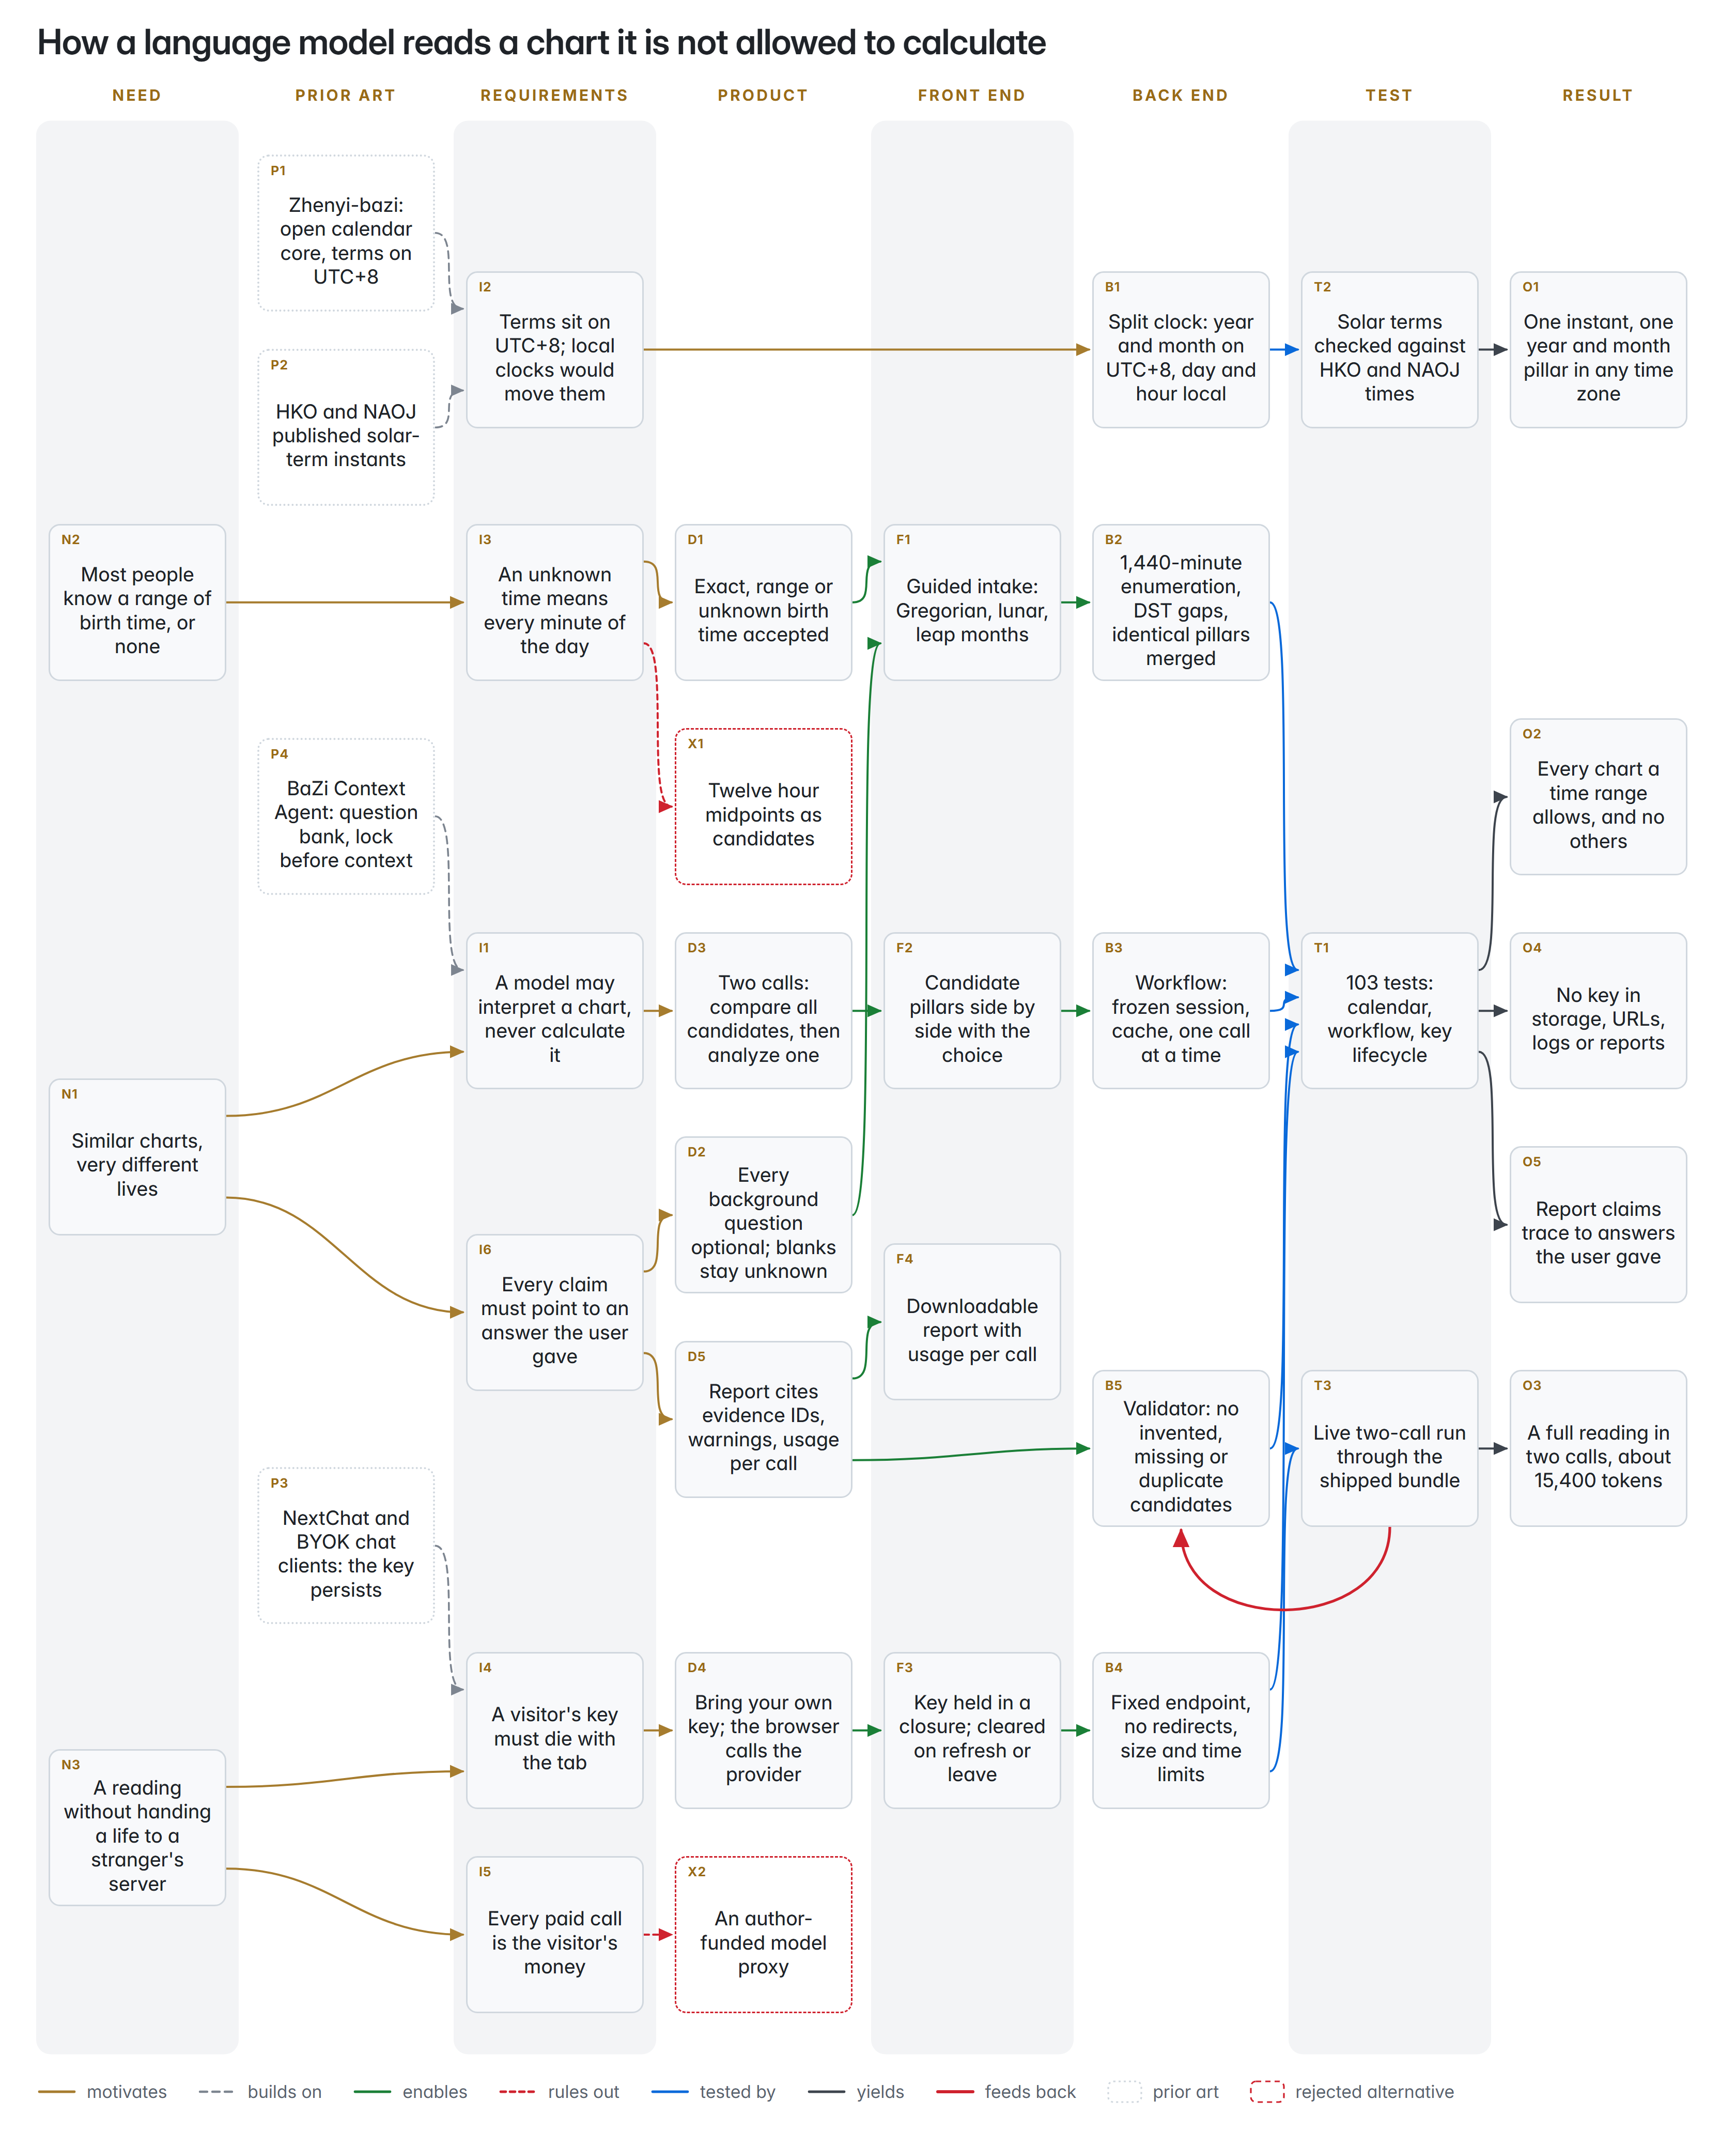 How a language model reads a chart it is not allowed to calculate
NEED
PRIOR ART
REQUIREMENTS
PRODUCT
FRONT END
BACK END
TEST
RESULT
P1
Zhenyi-bazi:
open calendar
core, terms on
UTC+8
P2
HKO and NAOJ
published solar-
term instants
I2
Terms sit on
UTC+8; local
clocks would
move them
B1
Split clock: year
and month on
UTC+8, day and
hour local
T2
Solar terms
checked against
HKO and NAOJ
times
O1
One instant, one
year and month
pillar in any time
zone
N2
Most people
know a range of
birth time, or
none
I3
An unknown
time means
every minute of
the day
D1
Exact, range or
unknown birth
time accepted
F1
Guided intake:
Gregorian, lunar,
leap months
B2
1,440-minute
enumeration,
DST gaps,
identical pillars
merged
X1
Twelve hour
midpoints as
candidates
O2
Every chart a
time range
allows, and no
others
P4
BaZi Context
Agent: question
bank, lock
before context
I1
A model may
interpret a chart,
never calculate
it
D3
Two calls:
compare all
candidates, then
analyze one
F2
Candidate
pillars side by
side with the
choice
B3
Workflow:
frozen session,
cache, one call
at a time
T1
103 tests:
calendar,
workflow, key
lifecycle
O4
No key in
storage, URLs,
logs or reports
N1
Similar charts,
very different
lives
D2
Every
background
question
optional; blanks
stay unknown
O5
Report claims
trace to answers
the user gave
I6
Every claim
must point to an
answer the user
gave
F4
Downloadable
report with
usage per call
D5
Report cites
evidence IDs,
warnings, usage
per call
B5
Validator: no
invented,
missing or
duplicate
candidates
T3
Live two-call run
through the
shipped bundle
O3
A full reading in
two calls, about
15,400 tokens
P3
NextChat and
BYOK chat
clients: the key
persists
I4
A visitor's key
must die with
the tab
D4
Bring your own
key; the browser
calls the
provider
F3
Key held in a
closure; cleared
on refresh or
leave
B4
Fixed endpoint,
no redirects,
size and time
limits
N3
A reading
without handing
a life to a
stranger's
server
I5
Every paid call
is the visitor's
money
X2
An author-
funded model
proxy
motivates
builds on
enables
rules out
tested by
yields
feeds back
prior art
rejected alternative